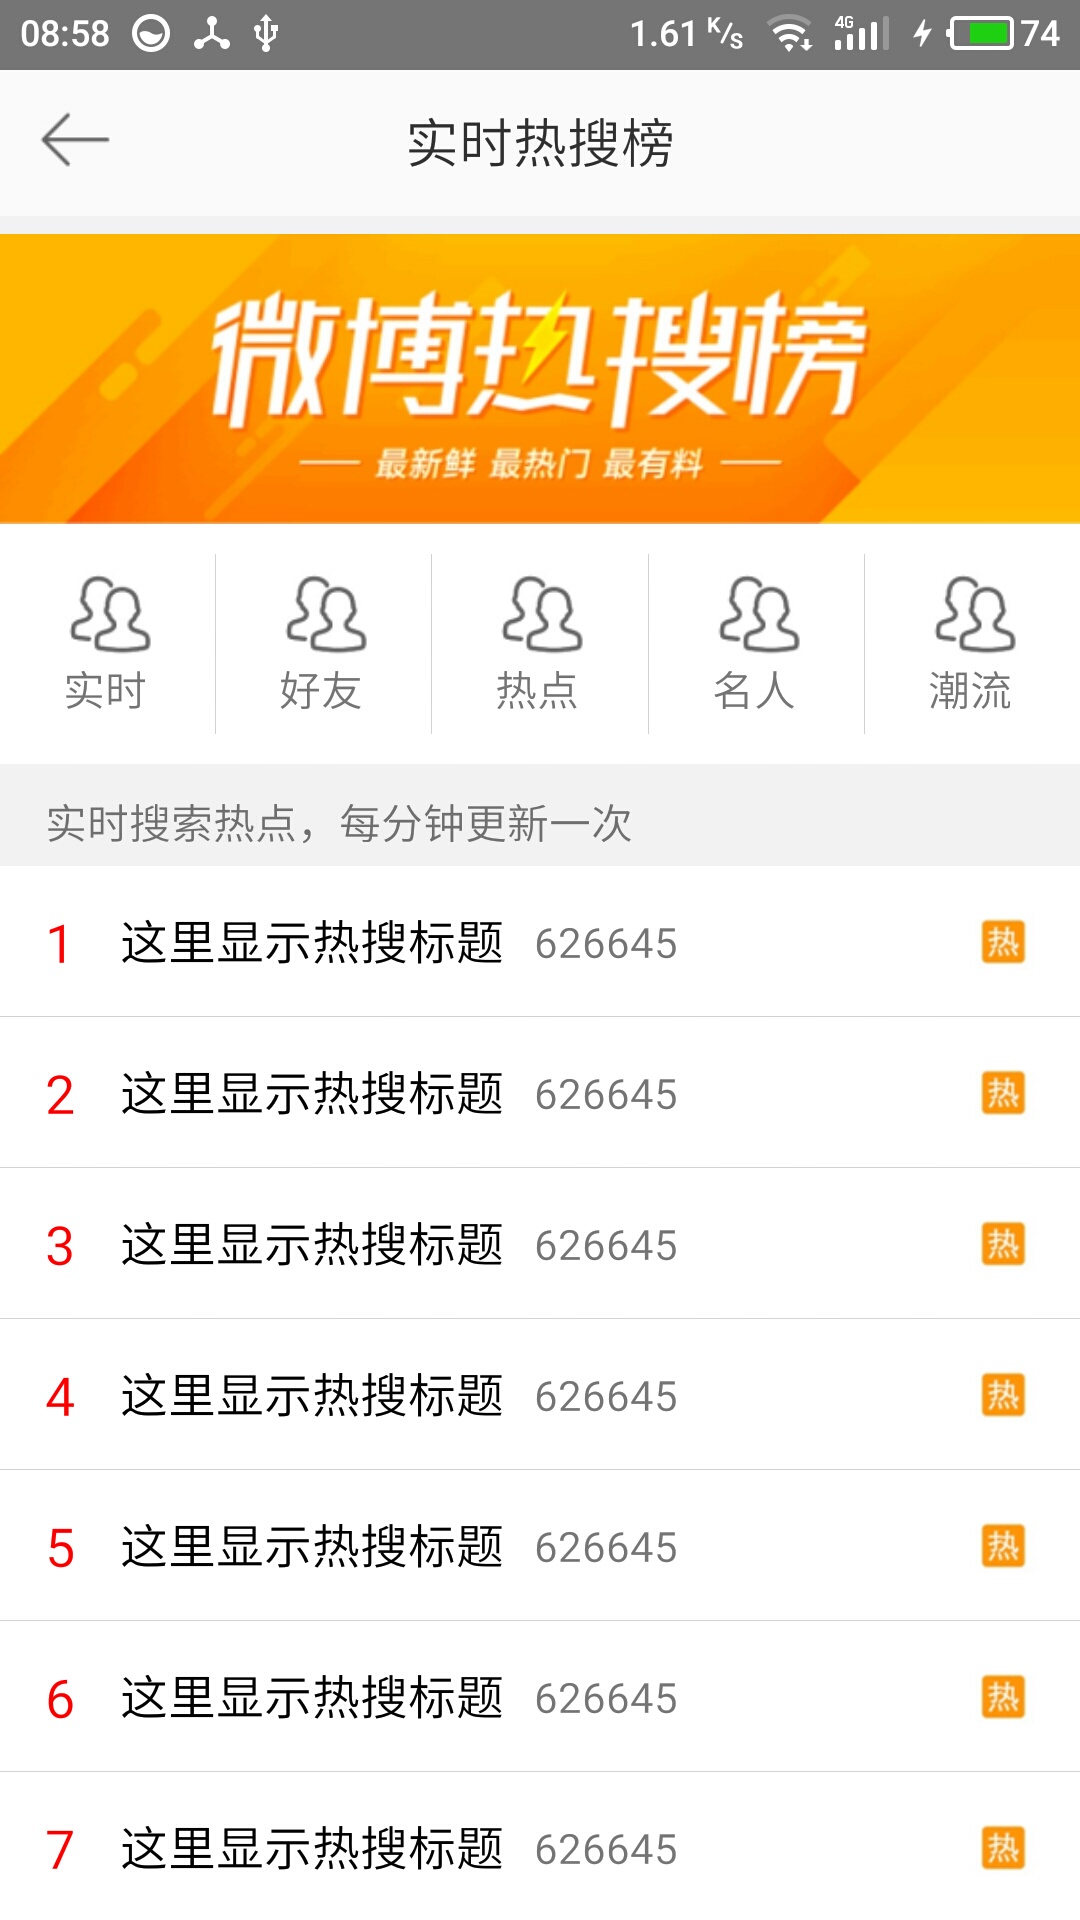 08:58 1.61 K/s 4G 74
实时热搜榜
微博热搜榜
最新鲜 最热门 最有料
实时 好友 热点 名人 潮流
实时搜索热点，每分钟更新一次
1 这里显示热搜标题 626645 热
2 这里显示热搜标题 626645 热
3 这里显示热搜标题 626645 热
4 这里显示热搜标题 626645 热
5 这里显示热搜标题 626645 热
6 这里显示热搜标题 626645 热
7 这里显示热搜标题 626645 热